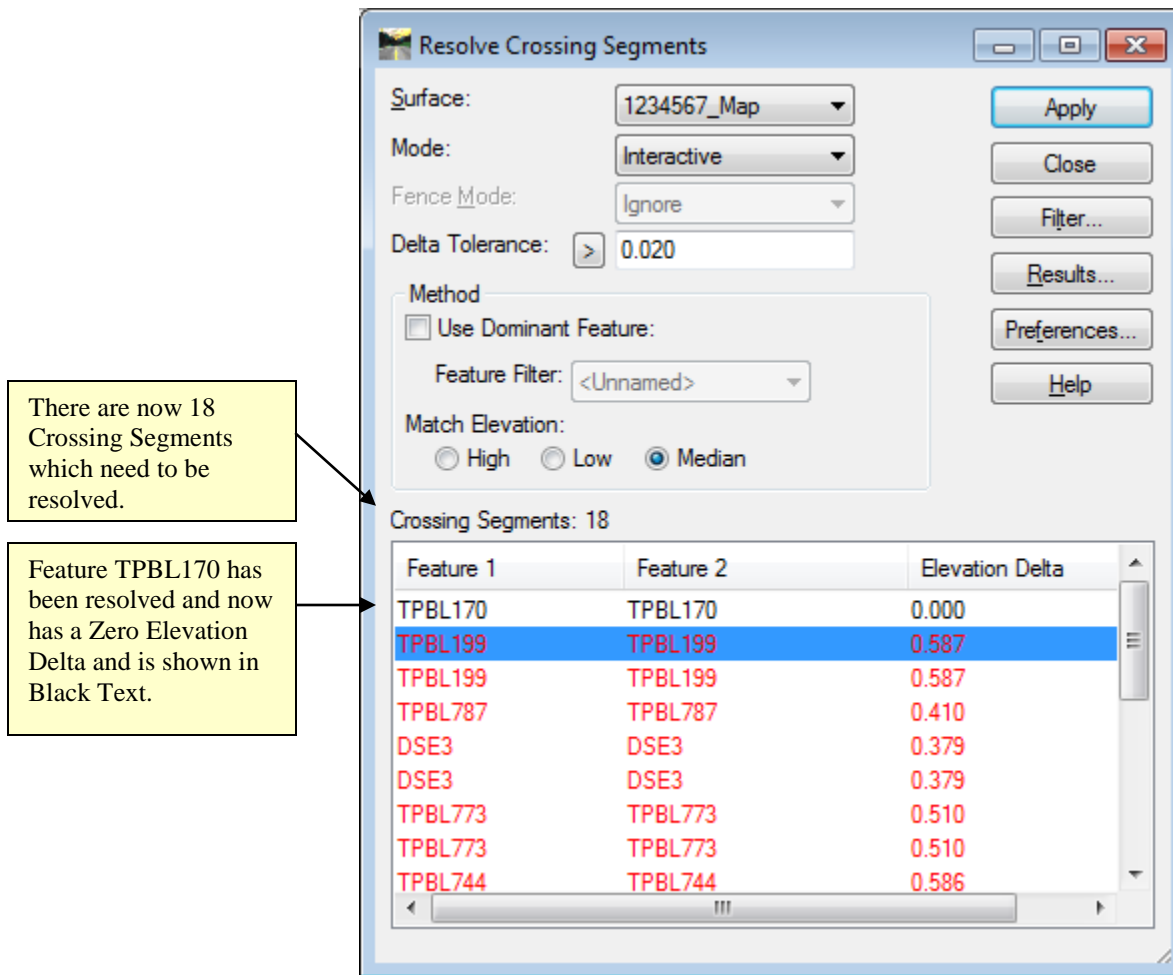 Resolve Crossing Segments
Surface: 1234567_Map
Mode: Interactive
Fence Mode: Ignore
Delta Tolerance: > 0.020
Method
Use Dominant Feature:
Feature Filter: <Unnamed>
Match Elevation:
High Low Median
Apply
Close
Filter...
Results...
Preferences...
Help
There are now 18
Crossing Segments
which need to be
resolved.
Crossing Segments: 18
Feature TPBL170 has
been resolved and now
has a Zero Elevation
Delta and is shown in
Black Text.
Feature 1 Feature 2 Elevation Delta
TPBL170 TPBL170 0.000
TPBL199 TPBL199 0.587
TPBL199 TPBL199 0.587
TPBL787 TPBL787 0.410
DSE3 DSE3 0.379
DSE3 DSE3 0.379
TPBL773 TPBL773 0.510
TPBL773 TPBL773 0.510
TPBL744 TPBL744 0.586